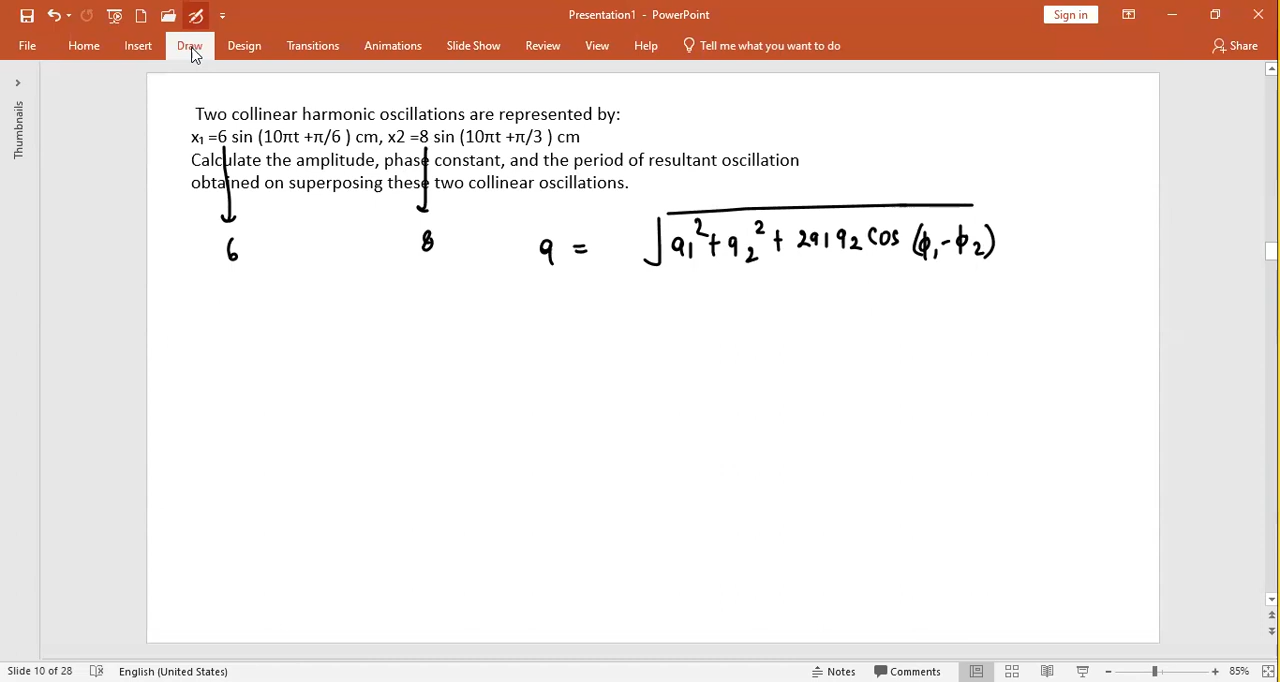 Presentation1 - PowerPoint
Sign in
File Home Insert Draw Design Transitions Animations Slide Show Review View Help Tell me what you want to do Share
Thumbnails
Two collinear harmonic oscillations are represented by:
x₁ =6 sin (10πt +π/6 ) cm, x2 =8 sin (10πt +π/3 ) cm
Calculate the amplitude, phase constant, and the period of resultant oscillation
obtained on superposing these two collinear oscillations.
6 8 a = √a₁² + a₂² + 2a1a2 cos (ϕ₁ - ϕ₂)
Slide 10 of 28 English (United States) Notes Comments 85%